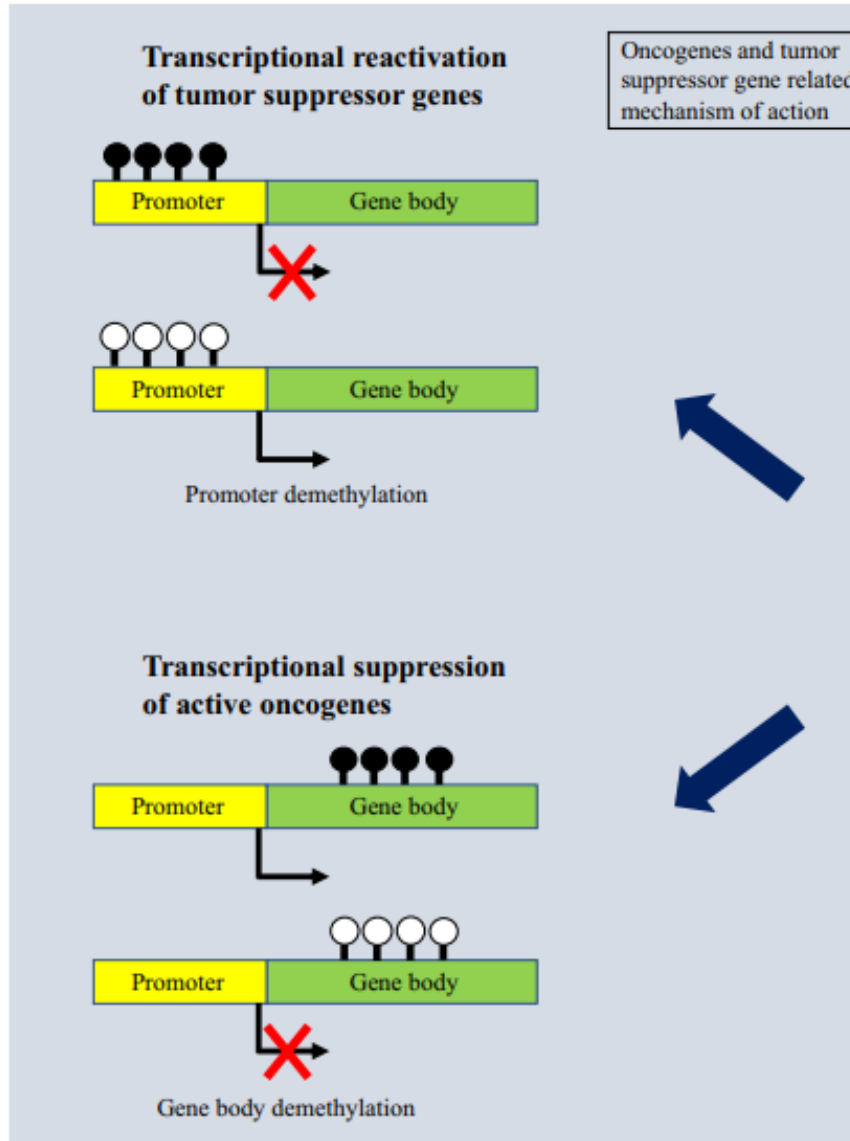 Transcriptional reactivation
of tumor suppressor genes
Oncogenes and tumor
suppressor gene related
mechanism of action
Promoter Gene body
Promoter Gene body
Promoter demethylation
Transcriptional suppression
of active oncogenes
Promoter Gene body
Promoter Gene body
Gene body demethylation